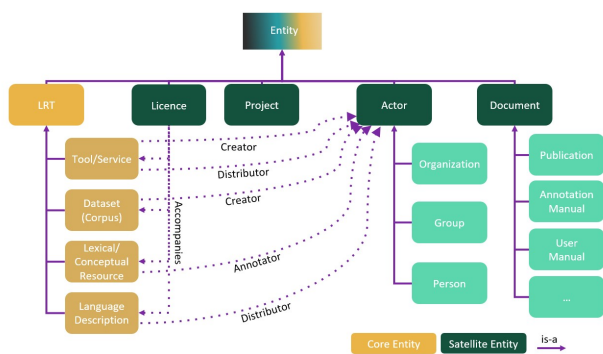 Entity
LRT
Licence
Project
Actor
Document
Tool/Service
Dataset
(Corpus)
Lexical/
Conceptual
Resource
Language
Description
Creator
Distributor
Creator
Accompanies
Annotator
Distributor
Organization
Group
Person
Publication
Annotation
Manual
User
Manual
...
Core Entity
Satellite Entity
is-a